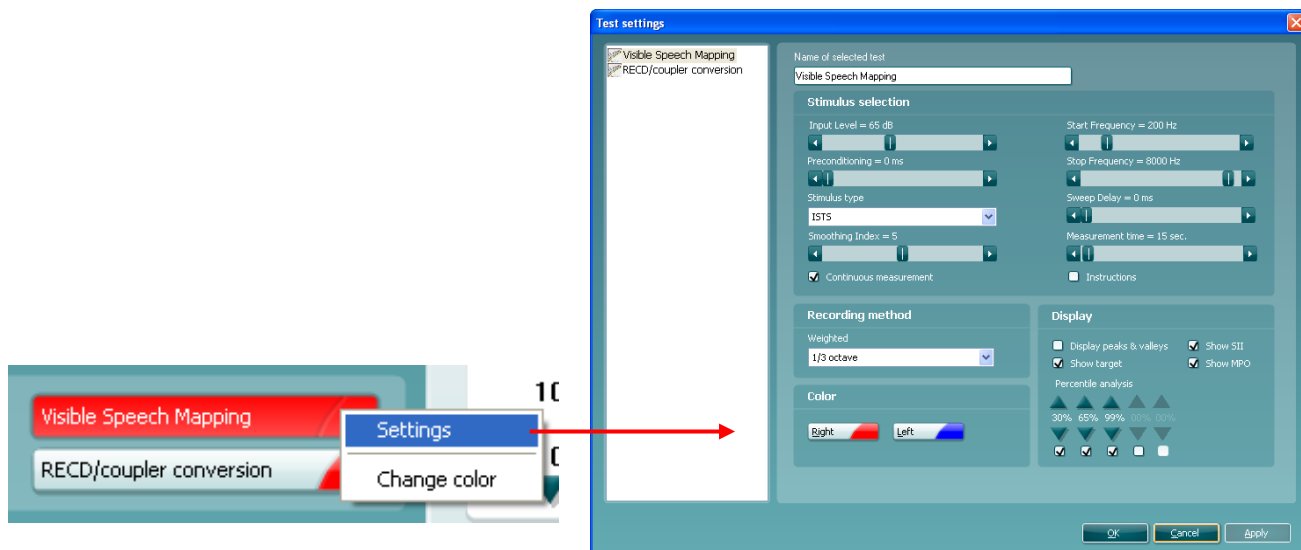 Test settings
Visible Speech Mapping
RECD/coupler conversion
Name of selected test
Visible Speech Mapping
Stimulus selection
Input Level = 65 dB
Start Frequency = 200 Hz
Preconditioning = 0 ms
Stop Frequency = 8000 Hz
Stimulus type
Sweep Delay = 0 ms
ISTS
Smoothing Index = 5
Measurement time = 15 sec.
Continuous measurement
Instructions
Recording method
Weighted
1/3 octave
Display
Display peaks & valleys
Show SII
Show target
Show MPO
Percentile analysis
30% 65% 99% 00% 00%
Color
Right
Left
OK
Cancel
Apply
Visible Speech Mapping
RECD/coupler conversion
Settings
Change color